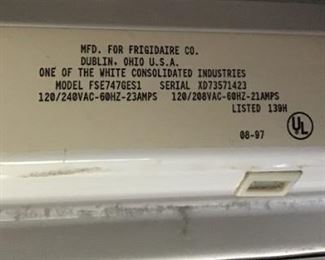 MFD. FOR FRIGIDAIRE CO.
DUBLIN, OHIO U.S.A.
ONE OF THE WHITE CONSOLIDATED INDUSTRIES
MODEL FSE747GES1 SERIAL XD73571423
120/240VAC-60HZ-23AMPS 120/208VAC-60HZ-21AMPS
LISTED 139H
08-97
UL